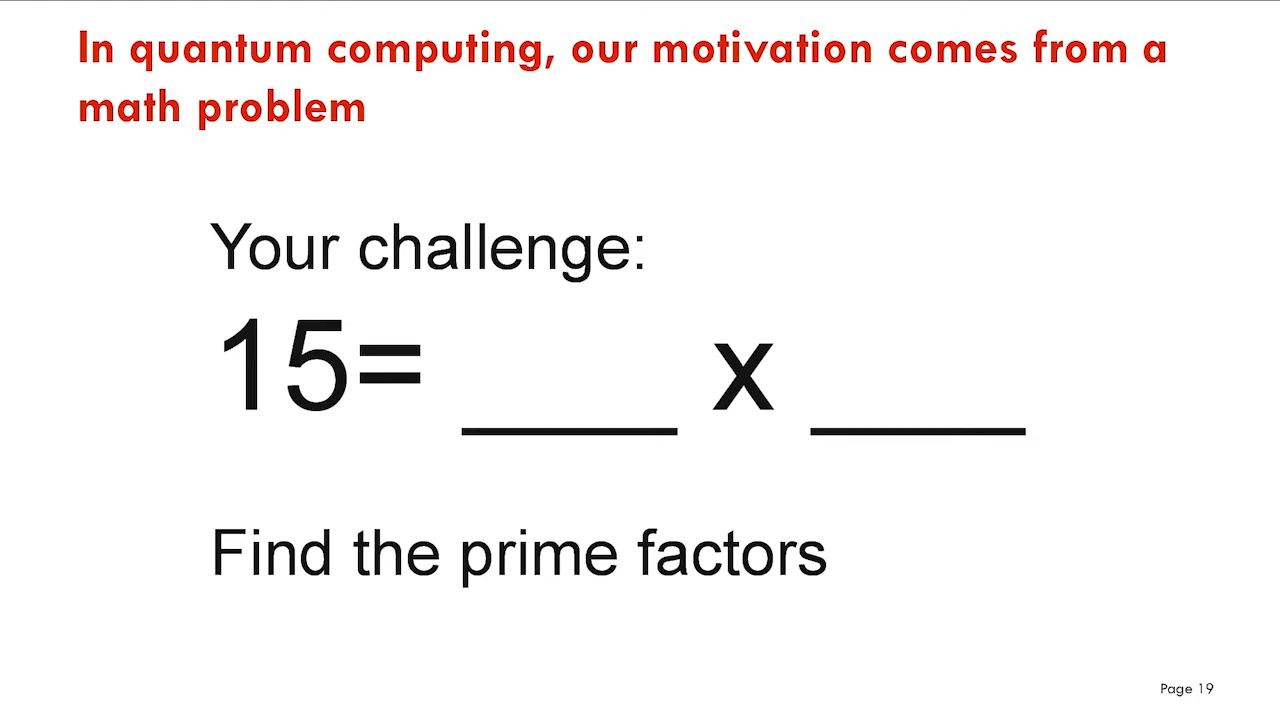 In quantum computing, our motivation comes from a
math problem
Your challenge:
15= ____ x ____
Find the prime factors
Page 19